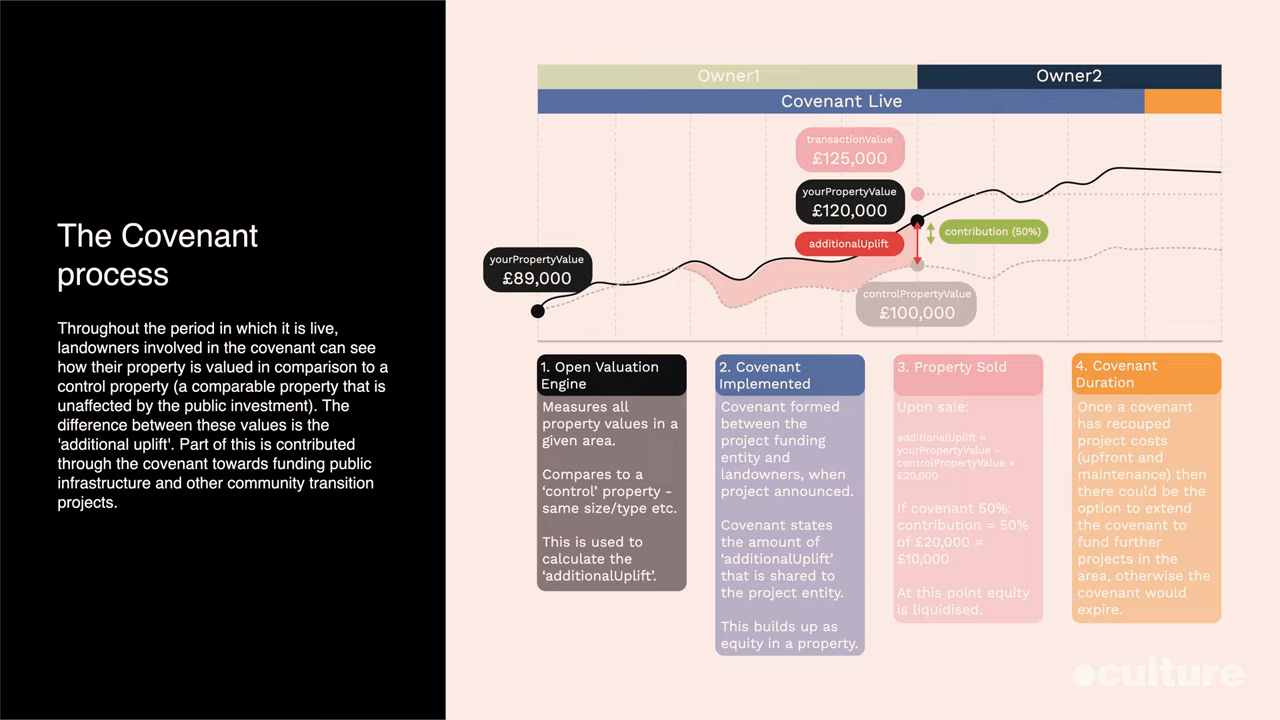 The Covenant
process
Throughout the period in which it is live,
landowners involved in the covenant can see
how their property is valued in comparison to a
control property (a comparable property that is
unaffected by the public investment). The
difference between these values is the
'additional uplift'. Part of this is contributed
through the covenant towards funding public
infrastructure and other community transition
projects.
Owner1
Owner2
Covenant Live
transactionValue
£125,000
yourPropertyValue
£120,000
additionalUplift
contribution (50%)
yourPropertyValue
£89,000
controlPropertyValue
£100,000
1. Open Valuation
Engine
Measures all
property values in a
given area.
Compares to a
‘control’ property -
same size/type etc.
This is used to
calculate the
‘additionalUplift’.
2. Covenant
Implemented
Covenant formed
between the
project funding
entity and
landowners, when
project announced.
Covenant states
the amount of
‘additionalUplift’
that is shared to
the project entity.
This builds up as
equity in a property.
3. Property Sold
Upon sale:
additionalUplift =
yourPropertyValue -
controlPropertyValue =
£20,000
If covenant 50%:
contribution = 50%
of £20,000 =
£10,000
At this point equity
is liquidised.
4. Covenant
Duration
Once a covenant
has recouped
project costs
(upfront and
maintenance) then
there could be the
option to extend
the covenant to
fund further
projects in the
area, otherwise the
covenant would
expire.
culture